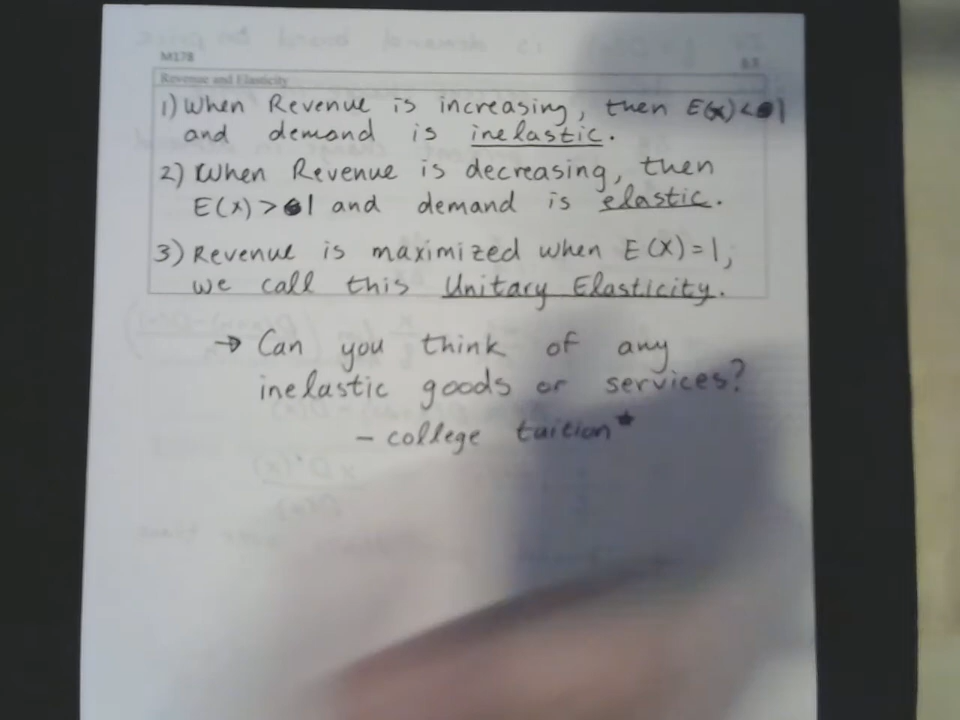 M178
6.3
Revenue and Elasticity
1) When Revenue is increasing, then E(x) < 1
and demand is inelastic.
2) When Revenue is decreasing, then
E(x) > 1 and demand is elastic.
3) Revenue is maximized when E(x) = 1,
we call this Unitary Elasticity.
→ Can you think of any
inelastic goods or services?
- college tuition*